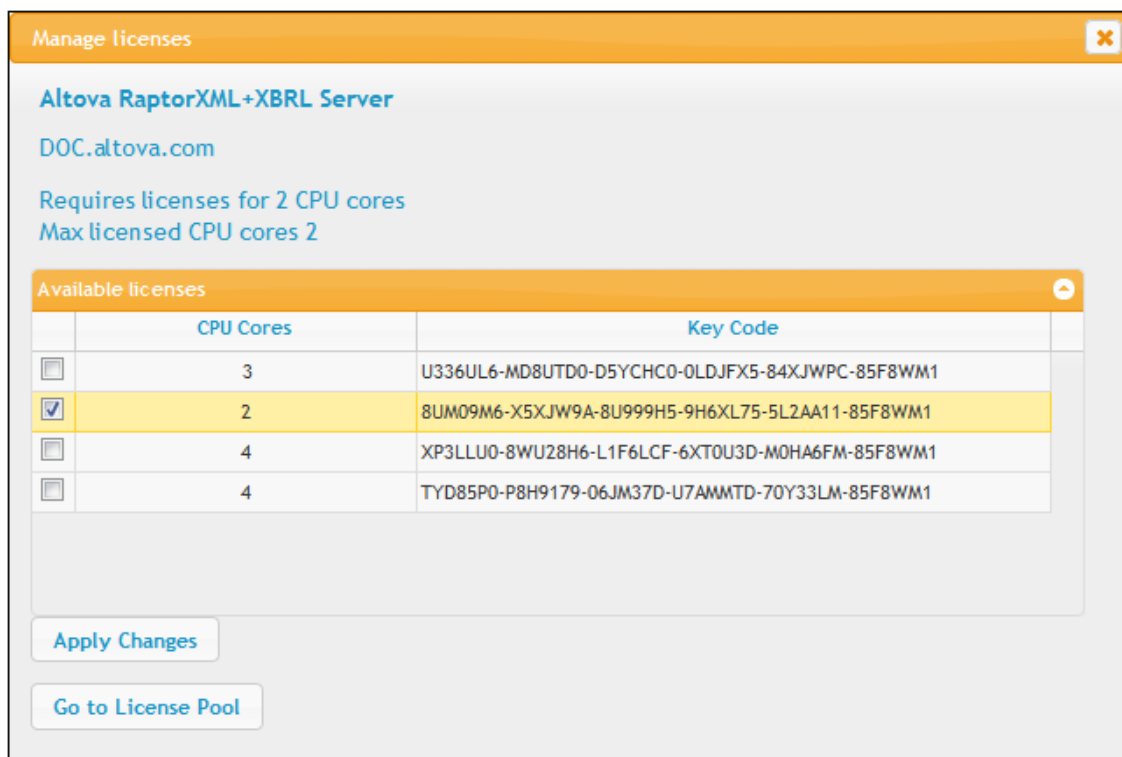 Manage licenses
Altova RaptorXML+XBRL Server
DOC.altova.com
Requires licenses for 2 CPU cores
Max licensed CPU cores 2
Available licenses
CPU Cores Key Code
3 U336UL6-MD8UTD0-D5YCHC0-0LDJFX5-84XJWPC-85F8WM1
2 8UM09M6-X5XJW9A-8U999H5-9H6XL75-5L2AA11-85F8WM1
4 XP3LLU0-8WU28H6-L1F6LCF-6XT0U3D-M0HA6FM-85F8WM1
4 TYD85P0-P8H9179-06JM37D-U7AMMTD-70Y33LM-85F8WM1
Apply Changes
Go to License Pool